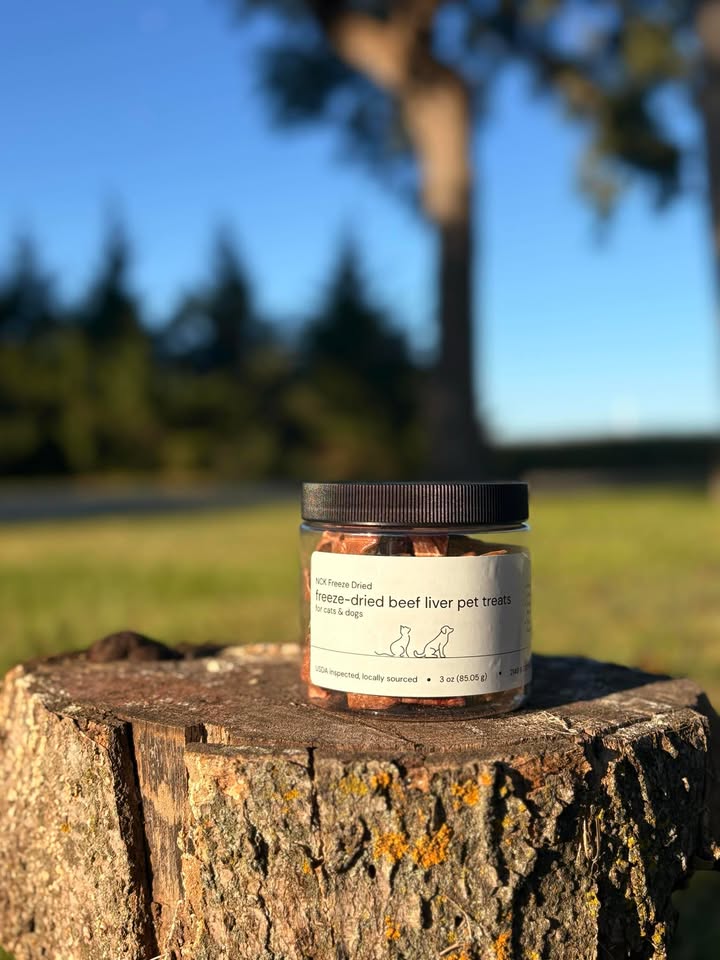 NCK Freeze Dried
freeze-dried beef liver pet treats
for cats & dogs
USDA inspected, locally sourced • 3 oz (85.05 g) •